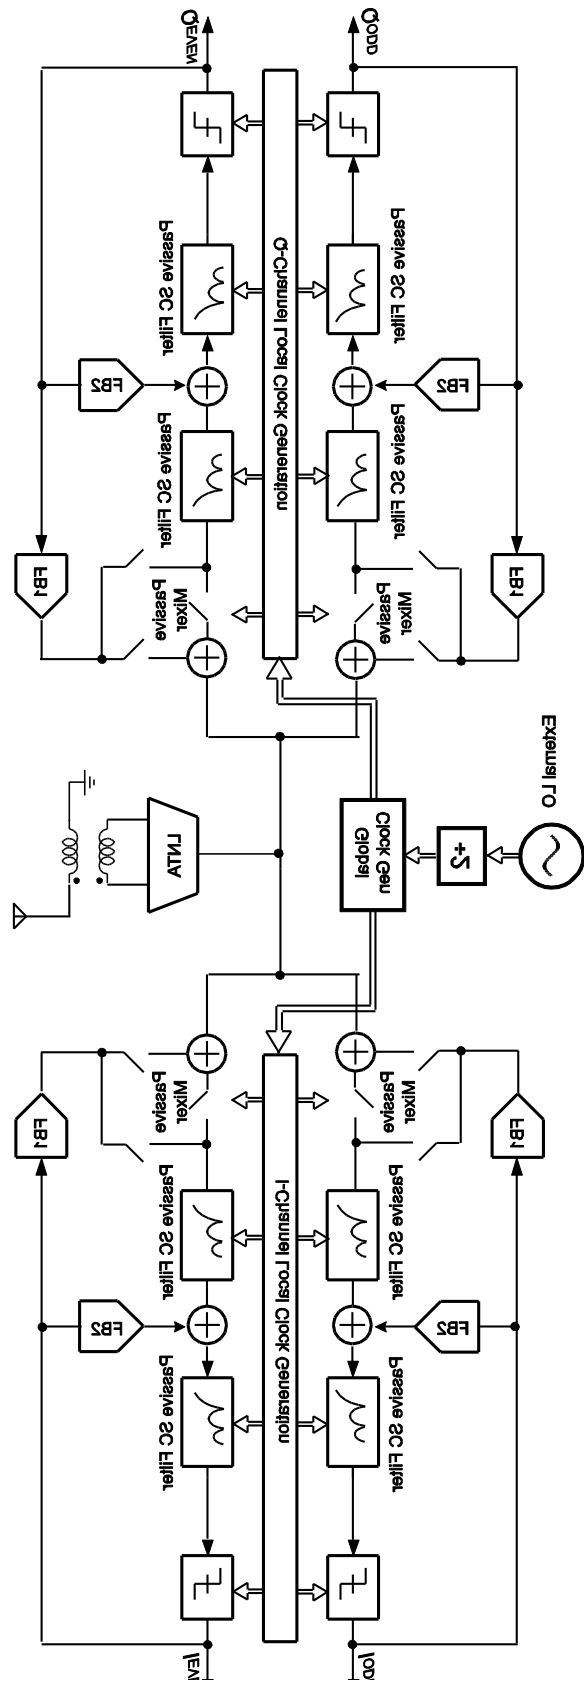 QEVEN
QODD
Passive SC Filter
Q-Channel Local Clock Generation
Passive SC Filter
FB2
FB2
Passive SC Filter
Passive SC Filter
FB1
Passive
Mixer
Passive
Mixer
FB1
External LO
LNTA
Clock Gen
Global
÷2
FB1
Passive
Mixer
Passive
Mixer
FB1
Passive SC Filter
I-Channel Local Clock Generation
Passive SC Filter
FB2
FB2
Passive SC Filter
Passive SC Filter